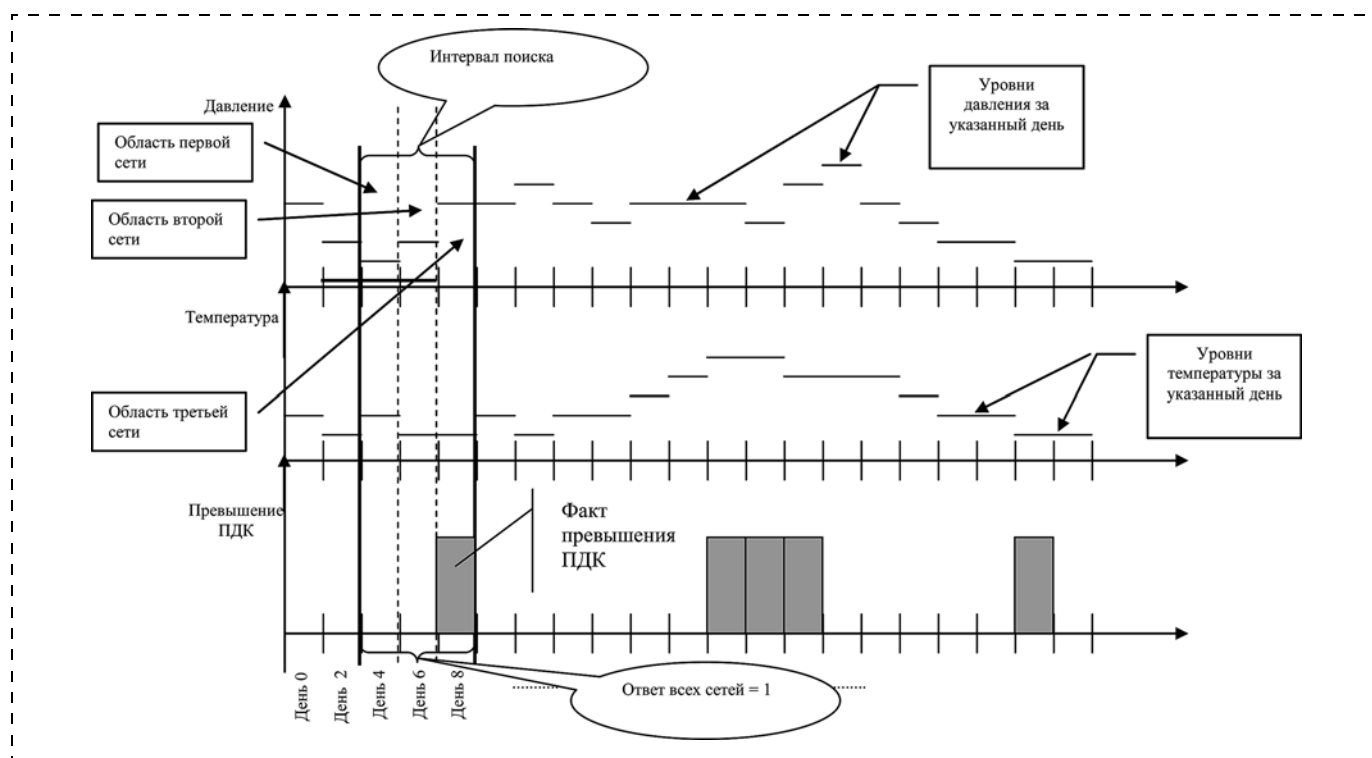 Интервал поиска
Давление
Уровни
давления за
указанный день
Область первой
сети
Область второй
сети
Температура
Уровни
температуры за
указанный день
Область третьей
сети
Превышение
ПДК
Факт
превышения
ПДК
День 0
День 2
День 4
День 6
День 8
Ответ всех сетей = 1